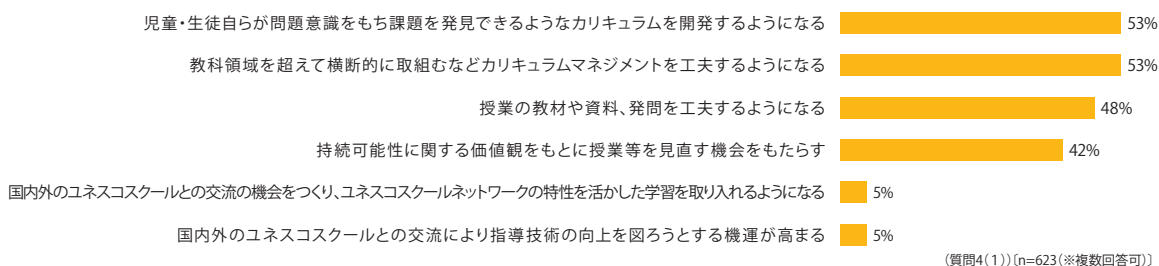 児童・生徒自らが問題意識をもち課題を発見できるようなカリキュラムを開発するようになる 53%
教科領域を超えて横断的に取組むなどカリキュラムマネジメントを工夫するようになる 53%
授業の教材や資料、発問を工夫するようになる 48%
持続可能性に関する価値観をもとに授業等を見直す機会をもたらす 42%
国内外のユネスコスクールとの交流の機会をつくり、ユネスコスクールネットワークの特性を活かした学習を取り入れるようになる 5%
国内外のユネスコスクールとの交流により指導技術の向上を図ろうとする機運が高まる 5%
(質問4(1))〔n=623(※複数回答可)〕